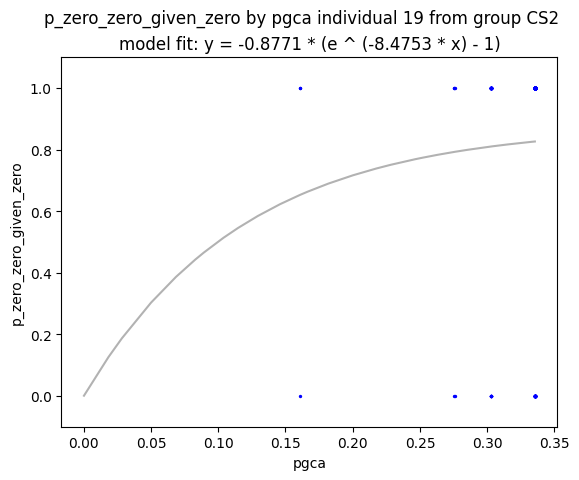 p_zero_zero_given_zero by pgca individual 19 from group CS2
model fit: y = -0.8771 * (e ^ (-8.4753 * x) - 1)
1.0
0.8
0.6
0.4
0.2
0.0
p_zero_zero_given_zero
0.00 0.05 0.10 0.15 0.20 0.25 0.30 0.35
pgca